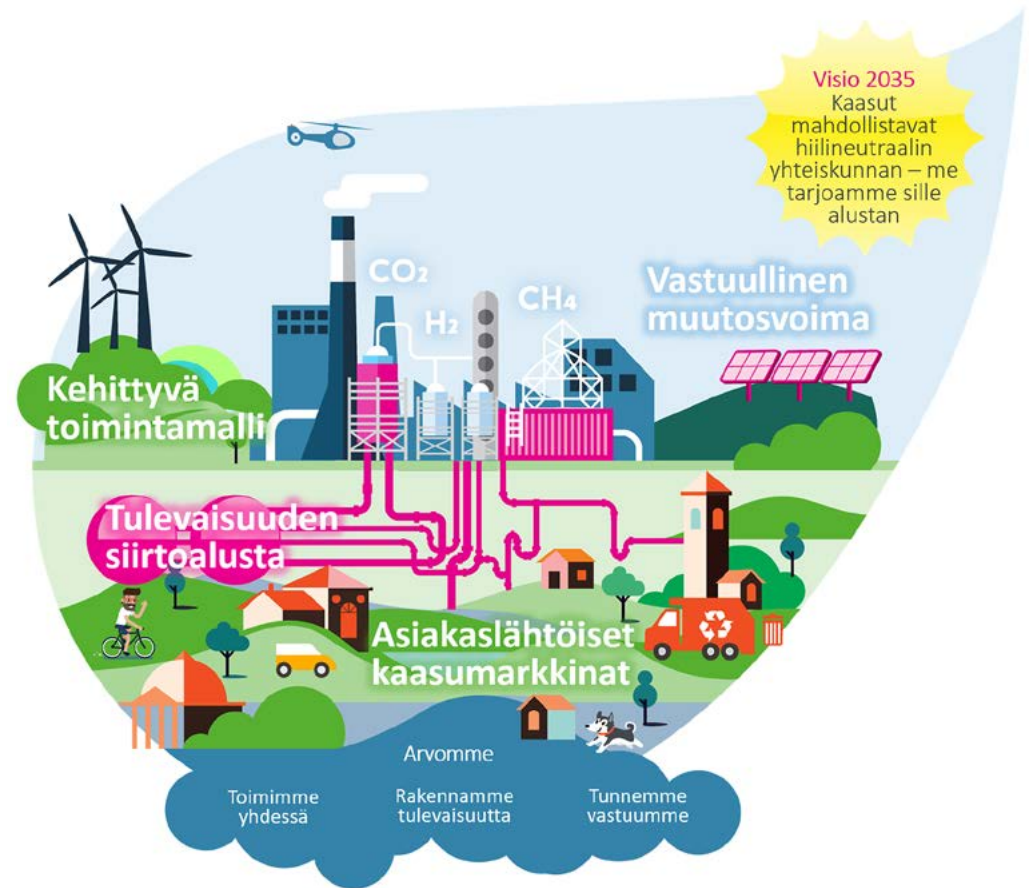 Visio 2035
Kaasut
mahdollistavat
hiilineutraalin
yhteiskunnan – me
tarjoamme sille
alustan
CO₂
H₂
CH₄
Vastuullinen
muutosvoima
Kehittyvä
toimintamalli
Tulevaisuuden
siirtoalusta
Asiakaslähtöiset
kaasumarkkinat
Arvomme
Toimimme
yhdessä
Rakennamme
tulevaisuutta
Tunnemme
vastuumme